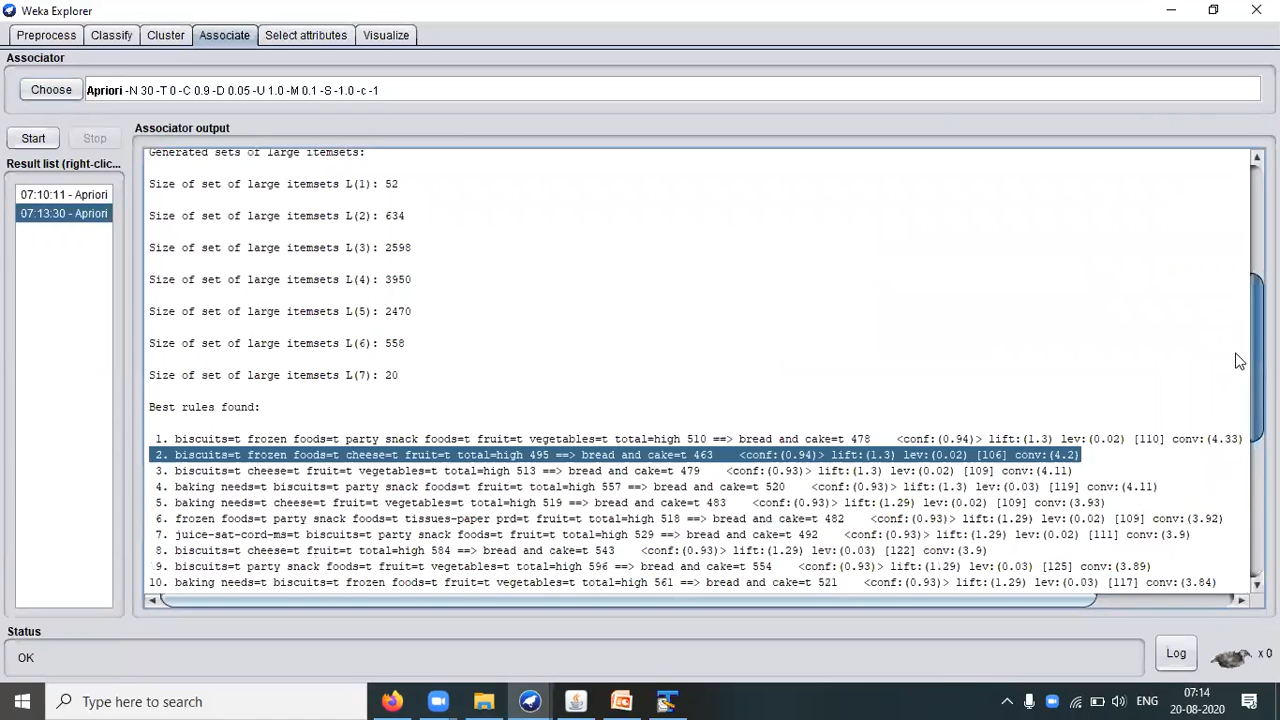 Weka Explorer
Preprocess Classify Cluster Associate Select attributes Visualize
Associator
Choose Apriori -N 30 -T 0 -C 0.9 -D 0.05 -U 1.0 -M 0.1 -S -1.0 -c -1
Start Stop
Associator output
Result list (right-clic...
07:10:11 - Apriori
07:13:30 - Apriori
Generated sets of large itemsets:
Size of set of large itemsets L(1): 52
Size of set of large itemsets L(2): 634
Size of set of large itemsets L(3): 2598
Size of set of large itemsets L(4): 3950
Size of set of large itemsets L(5): 2470
Size of set of large itemsets L(6): 558
Size of set of large itemsets L(7): 20
Best rules found:
1. biscuits=t frozen foods=t party snack foods=t fruit=t vegetables=t total=high 510 ==> bread and cake=t 478 <conf:(0.94)> lift:(1.3) lev:(0.02) [110] conv:(4.33)
2. biscuits=t frozen foods=t cheese=t fruit=t total=high 495 ==> bread and cake=t 463 <conf:(0.94)> lift:(1.3) lev:(0.02) [106] conv:(4.2)
3. biscuits=t cheese=t fruit=t vegetables=t total=high 513 ==> bread and cake=t 479 <conf:(0.93)> lift:(1.3) lev:(0.02) [107] conv:(4.11)
4. baking needs=t biscuits=t party snack foods=t fruit=t total=high 557 ==> bread and cake=t 520 <conf:(0.93)> lift:(1.3) lev:(0.03) [119] conv:(4.11)
5. baking needs=t cheese=t fruit=t vegetables=t total=high 519 ==> bread and cake=t 483 <conf:(0.93)> lift:(1.29) lev:(0.02) [109] conv:(3.93)
6. frozen foods=t party snack foods=t tissues-paper prd=t fruit=t total=high 518 ==> bread and cake=t 482 <conf:(0.93)> lift:(1.29) lev:(0.02) [109] conv:(3.92)
7. juice-sat-cord-ms=t biscuits=t party snack foods=t fruit=t total=high 529 ==> bread and cake=t 492 <conf:(0.93)> lift:(1.29) lev:(0.02) [111] conv:(3.9)
8. biscuits=t cheese=t fruit=t total=high 584 ==> bread and cake=t 543 <conf:(0.93)> lift:(1.29) lev:(0.03) [122] conv:(3.9)
9. biscuits=t party snack foods=t fruit=t total=high 596 ==> bread and cake=t 554 <conf:(0.93)> lift:(1.29) lev:(0.03) [125] conv:(3.89)
10. baking needs=t biscuits=t frozen foods=t fruit=t vegetables=t total=high 561 ==> bread and cake=t 521 <conf:(0.93)> lift:(1.29) lev:(0.03) [117] conv:(3.84)
Status
OK
Log x 0
Type here to search
ENG
07:14
20-08-2020